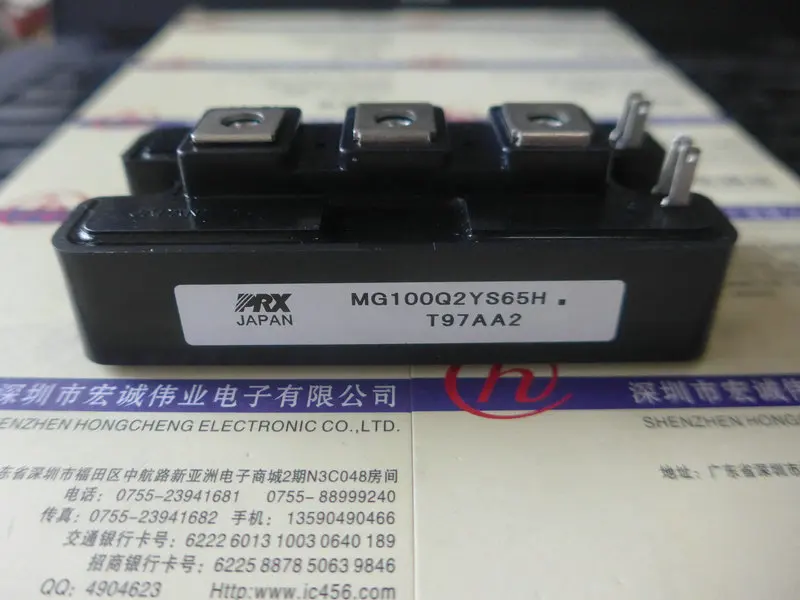 PRX
JAPAN
MG100Q2YS65H
T97AA2
深圳市宏诚伟业电子有限公司
ENZHEN HONGCHENG ELECTRONIC CO.,LTD.
东省深圳市福田区中航路新亚洲电子商城2期N3C048房间
电话: 0755-23941681 0755- 88999240
传真: 0755-23941682 手机: 13590490466
交通银行卡号: 6222 6013 1003 0640 189
招商银行卡号: 6225 8878 5063 9846
QQ: 4904623 Http:www.ic456.com
h
深圳市宏诚
SHENZHEN HONG
地址: 广东省深圳市